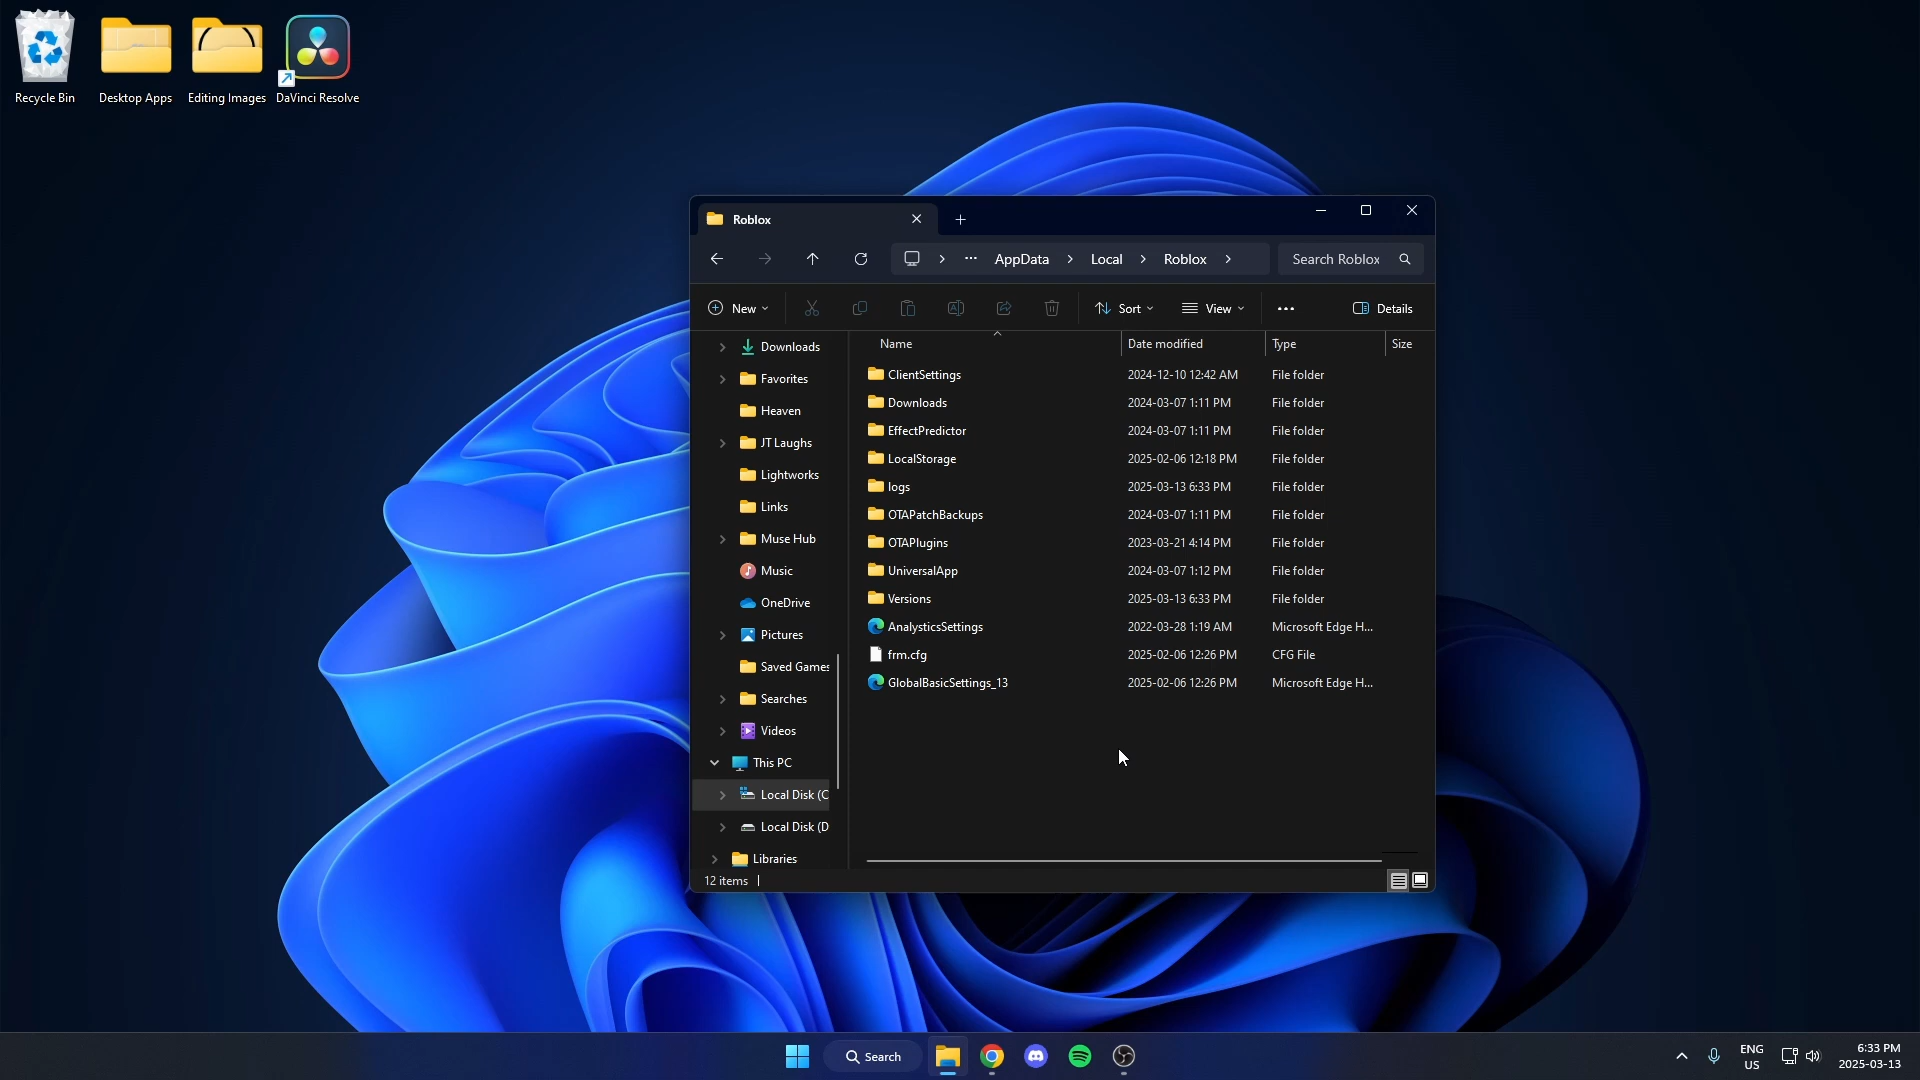 Recycle Bin
Desktop Apps
Editing Images
DaVinci Resolve
Roblox
AppData
Local
Roblox
Search Roblox
New
Sort
View
Details
Name
Date modified
Type
Size
Downloads
Favorites
Heaven
JT Laughs
Lightworks
Links
Muse Hub
Music
OneDrive
Pictures
Saved Games
Searches
Videos
This PC
Local Disk (C
Local Disk (D
Libraries
ClientSettings 2024-12-10 12:42 AM File folder
Downloads 2024-03-07 1:11 PM File folder
EffectPredictor 2024-03-07 1:11 PM File folder
LocalStorage 2025-02-06 12:18 PM File folder
logs 2025-03-13 6:33 PM File folder
OTAPatchBackups 2024-03-07 1:11 PM File folder
OTAPlugins 2023-03-21 4:14 PM File folder
UniversalApp 2024-03-07 1:12 PM File folder
Versions 2025-03-13 6:33 PM File folder
AnalysticsSettings 2022-03-28 1:19 AM Microsoft Edge H...
frm.cfg 2025-02-06 12:26 PM CFG File
GlobalBasicSettings_13 2025-02-06 12:26 PM Microsoft Edge H...
12 items
Search
ENG
US
6:33 PM
2025-03-13